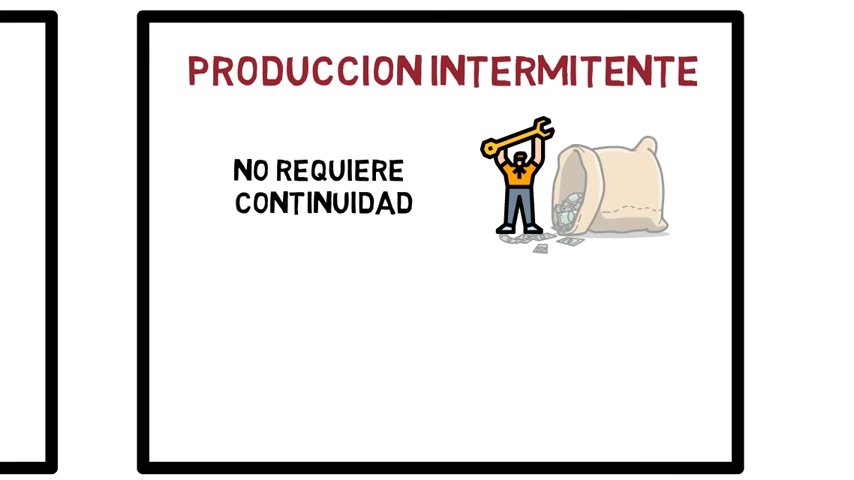 PRODUCCION INTERMITENTE
NO REQUIERE
CONTINUIDAD